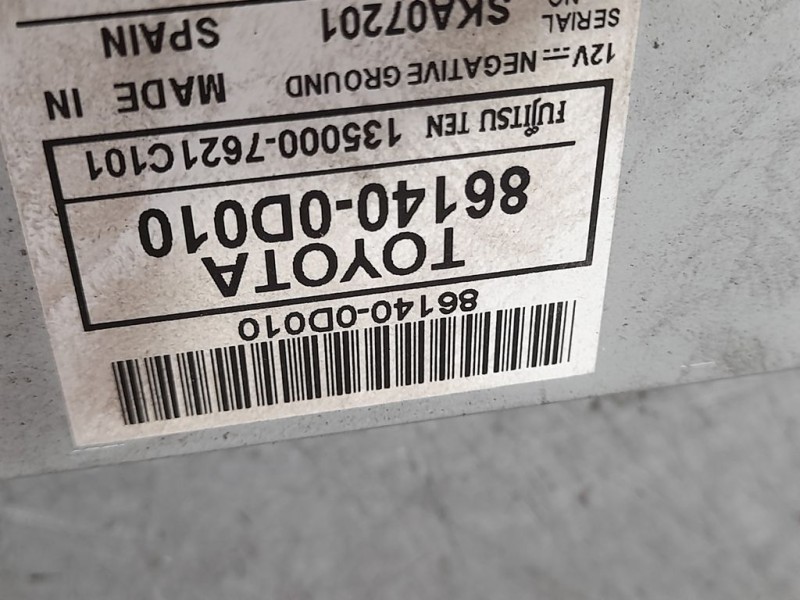 86140-0D010
TOYOTA
86140-0D010
FUJITSU TEN 135000-7621C101
12V NEGATIVE GROUND MADE IN SPAIN
SERIAL NO. SKA07201